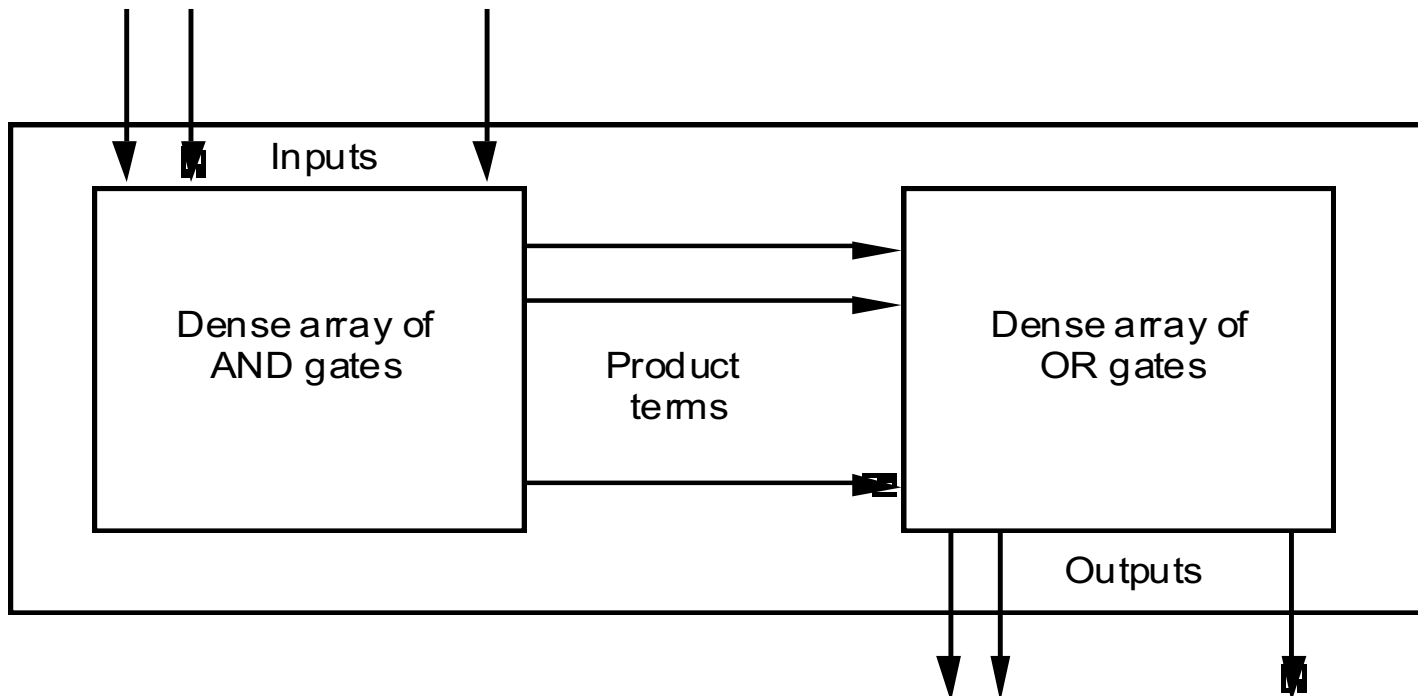 Inputs
Dense array of
AND gates
Product
terms
Dense array of
OR gates
Outputs